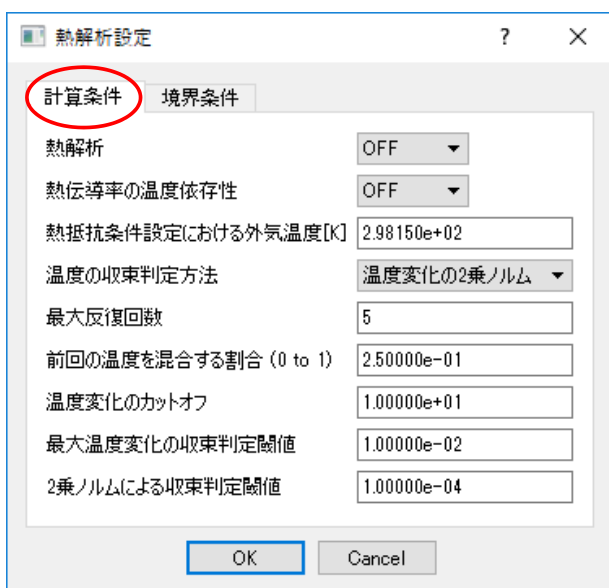 熱解析設定 ?
計算条件 境界条件
熱解析 OFF
熱伝導率の温度依存性 OFF
熱抵抗条件設定における外気温度[K] 2.98150e+02
温度の収束判定方法 温度変化の2乗ノルム
最大反復回数 5
前回の温度を混合する割合 (0 to 1) 2.50000e-01
温度変化のカットオフ 1.00000e+01
最大温度変化の収束判定閾値 1.00000e-02
2乗ノルムによる収束判定閾値 1.00000e-04
OK Cancel